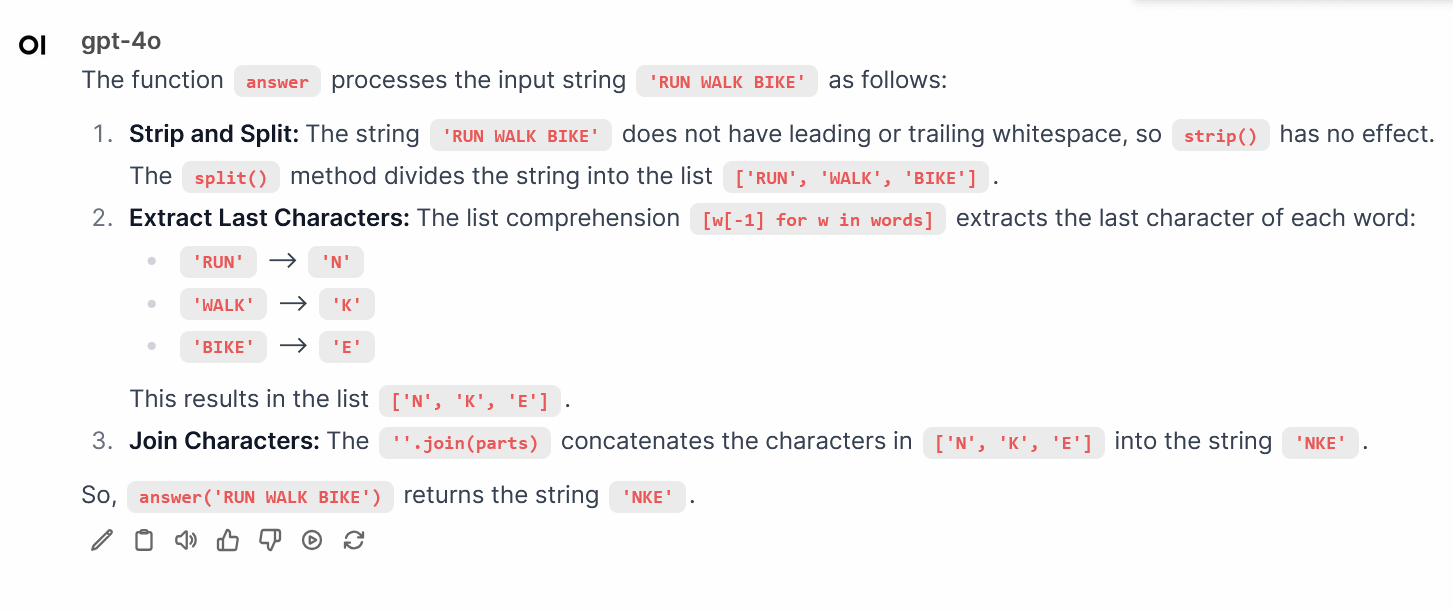 OI gpt-4o
The function answer processes the input string 'RUN WALK BIKE' as follows:
1. Strip and Split: The string 'RUN WALK BIKE' does not have leading or trailing whitespace, so strip() has no effect.
The split() method divides the string into the list ['RUN', 'WALK', 'BIKE'].
2. Extract Last Characters: The list comprehension [w[-1] for w in words] extracts the last character of each word:
• 'RUN' → 'N'
• 'WALK' → 'K'
• 'BIKE' → 'E'
This results in the list ['N', 'K', 'E'].
3. Join Characters: The ''.join(parts) concatenates the characters in ['N', 'K', 'E'] into the string 'NKE'.
So, answer('RUN WALK BIKE') returns the string 'NKE'.